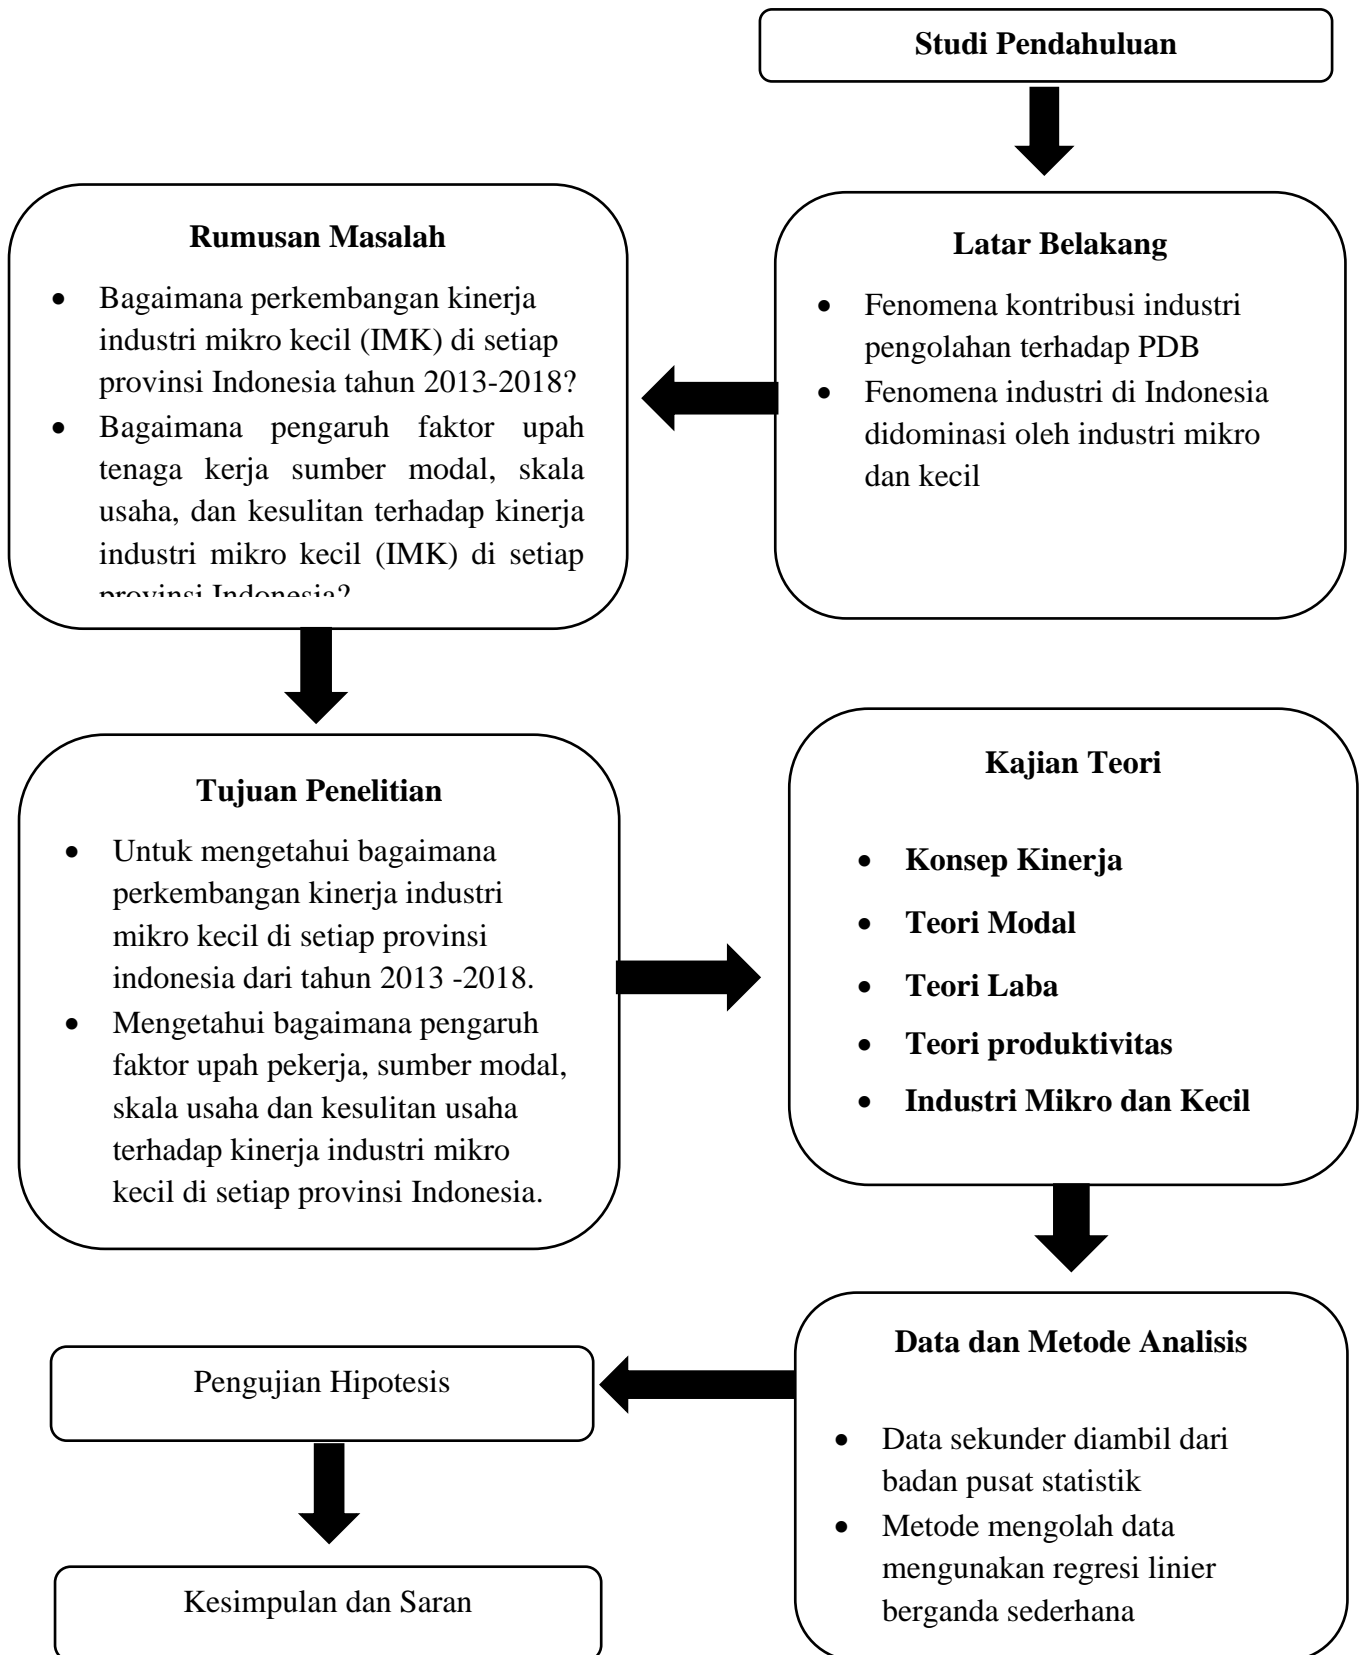 Studi Pendahuluan
Latar Belakang
• Fenomena kontribusi industri
pengolahan terhadap PDB
• Fenomena industri di Indonesia
didominasi oleh industri mikro
dan kecil
Rumusan Masalah
• Bagaimana perkembangan kinerja
industri mikro kecil (IMK) di setiap
provinsi Indonesia tahun 2013-2018?
• Bagaimana pengaruh faktor upah
tenaga kerja sumber modal, skala
usaha, dan kesulitan terhadap kinerja
industri mikro kecil (IMK) di setiap
provinsi Indonesia?
Tujuan Penelitian
• Untuk mengetahui bagaimana
perkembangan kinerja industri
mikro kecil di setiap provinsi
indonesia dari tahun 2013 -2018.
• Mengetahui bagaimana pengaruh
faktor upah pekerja, sumber modal,
skala usaha dan kesulitan usaha
terhadap kinerja industri mikro
kecil di setiap provinsi Indonesia.
Kajian Teori
• Konsep Kinerja
• Teori Modal
• Teori Laba
• Teori produktivitas
• Industri Mikro dan Kecil
Data dan Metode Analisis
• Data sekunder diambil dari
badan pusat statistik
• Metode mengolah data
mengunakan regresi linier
berganda sederhana
Pengujian Hipotesis
Kesimpulan dan Saran